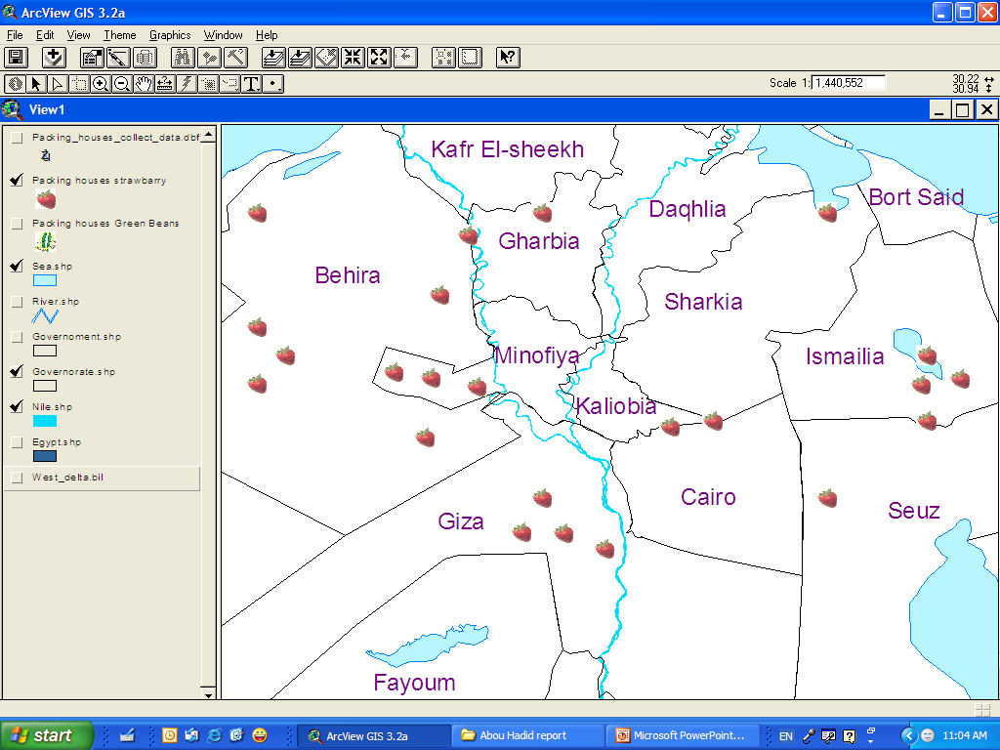 ArcView GIS 3.2a
File Edit View Theme Graphics Window Help
Scale 1: 1,440,552
30.22
30.94
View1
Packing_houses_collect_data.dbf
Packing houses strawbarry
Packing houses Green Beans
Sea.shp
River.shp
Governoment.shp
Governorate.shp
Nile.shp
Egypt.shp
West_delta.bil
Kafr El-sheekh
Daqhlia
Bort Said
Gharbia
Behira
Sharkia
Minofiya
Ismailia
Kaliobia
Cairo
Seuz
Giza
Fayoum
start
ArcView GIS 3.2a
Abou Hadid report
Microsoft PowerPoint...
EN
11:04 AM